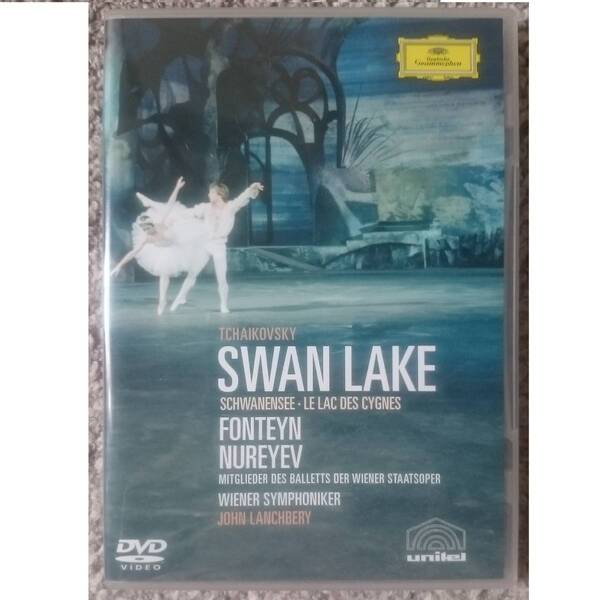 Deutsche
Grammophon
TCHAIKOVSKY
SWAN LAKE
SCHWANENSEE · LE LAC DES CYGNES
FONTEYN
NUREYEV
MITGLIEDER DES BALLETTS DER WIENER STAATSOPER
WIENER SYMPHONIKER
JOHN LANCHBERY
DVD
VIDEO
unitel